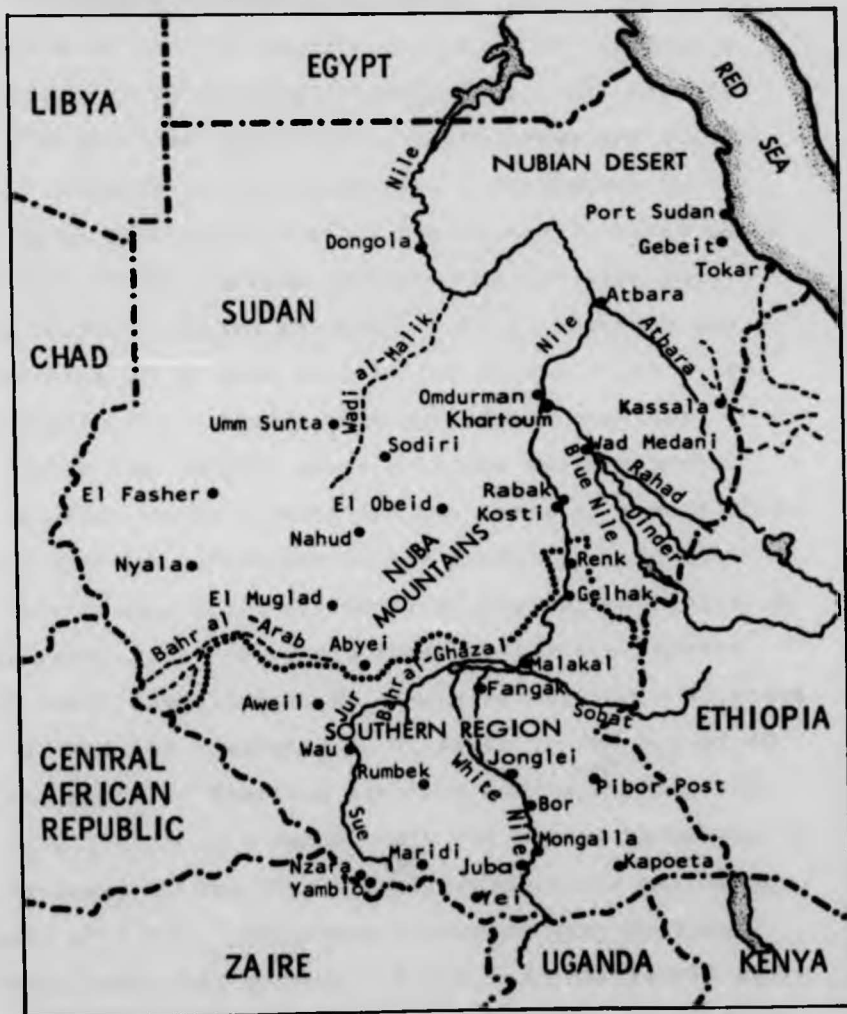 EGYPT
LIBYA
RED
SEA
NUBIAN DESERT
Nile
Port Sudan
Gebeit
Tokar
Dongola
SUDAN
Atbara
Atbara
Nile
CHAD
Wadi al-Malik
Omdurman
Khartoum
Kassala
Umm Sunta
Sodiri
Wad Medani
Blue Nile
Rahad
Dinder
El Fasher
El Obeid
Rabak
Kosti
Nahud
NUBA
MOUNTAINS
Nyala
Renk
El Muglad
Gelhak
Bahr al-Arab
Abyei
Bahr al-Ghazal
Malakal
Fangak
Aweil
Jur
Sobat
ETHIOPIA
SOUTHERN REGION
Wau
CENTRAL
AFRICAN
REPUBLIC
Rumbek
White Nile
Jonglei
Pibor Post
Bor
Sue
Mongalla
Maridi
Juba
Kapoeta
Nzara
Yambio
Yei
ZAIRE
UGANDA
KENYA